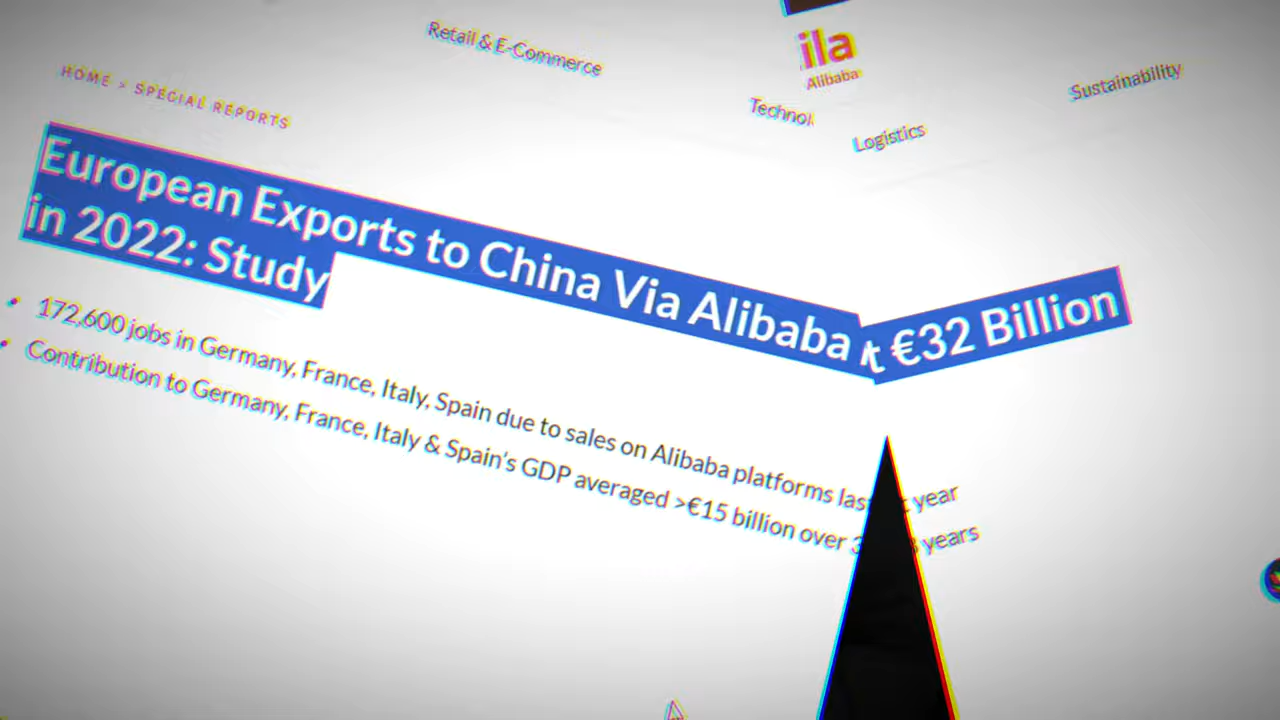 Retail & E-Commerce
ila
Alibaba
Sustainability
HOME > SPECIAL REPORTS
Logistics
European Exports to China Via Alibaba t €32 Billion
in 2022: Study
172,600 jobs in Germany, France, Italy, Spain due to sales on Alibaba platforms las t year
Contribution to Germany, France, Italy & Spain's GDP averaged >€15 billion over 3 years